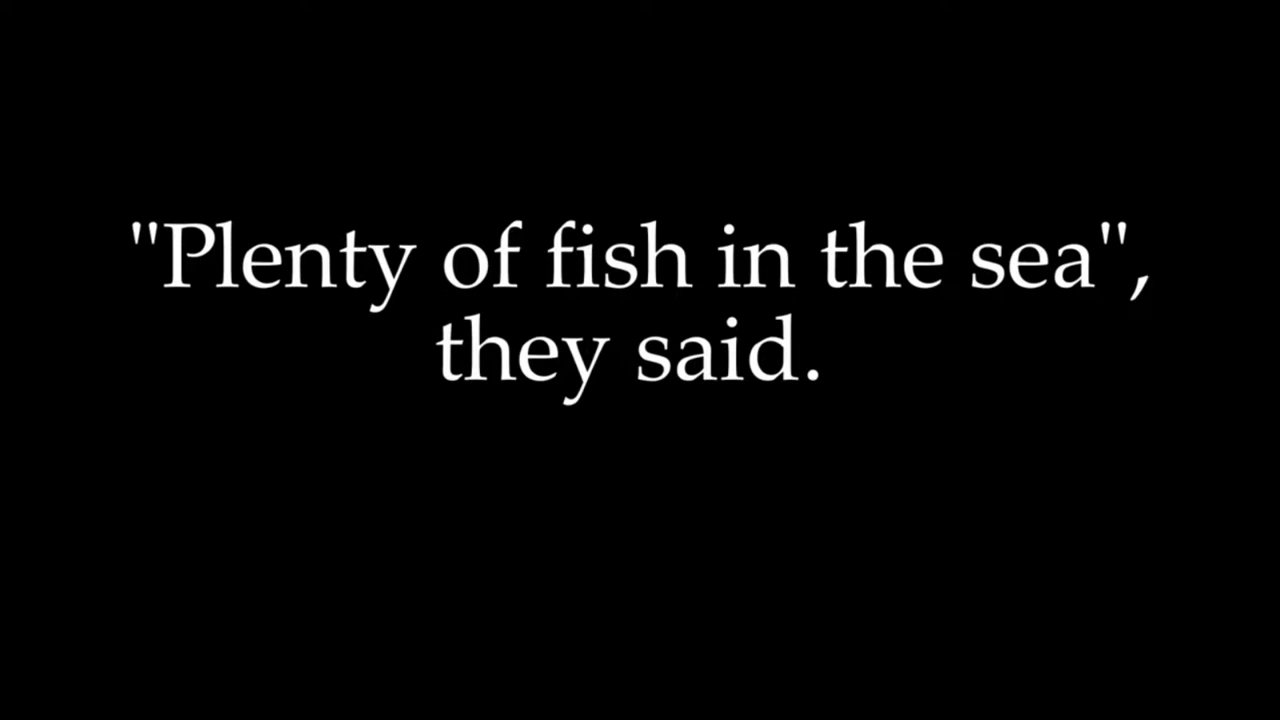 "Plenty of fish in the sea",
they said.